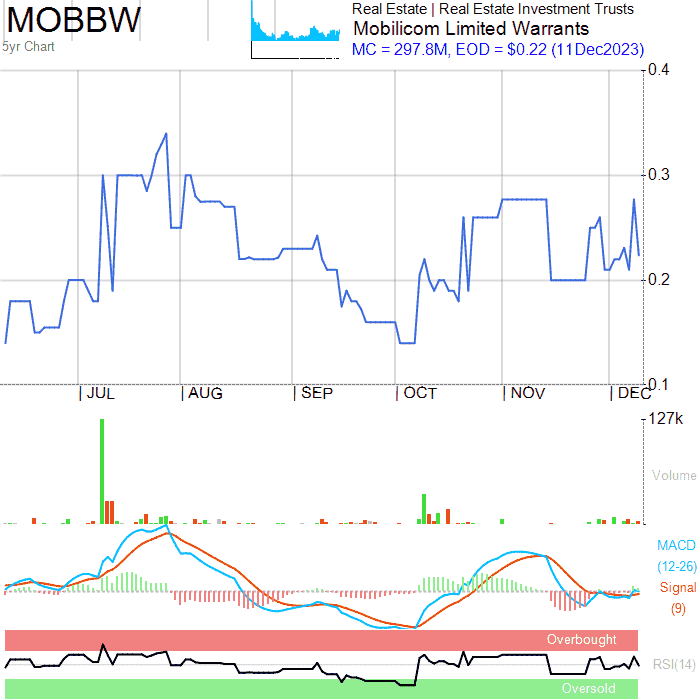 MOBBW
5yr Chart
Real Estate | Real Estate Investment Trusts
Mobilicom Limited Warrants
MC = 297.8M, EOD = $0.22 (11Dec2023)
0.4
0.3
0.2
0.1
| JUL | AUG | SEP | OCT | NOV | DEC
127k
Volume
MACD
(12-26)
Signal
(9)
Overbought
RSI(14)
Oversold